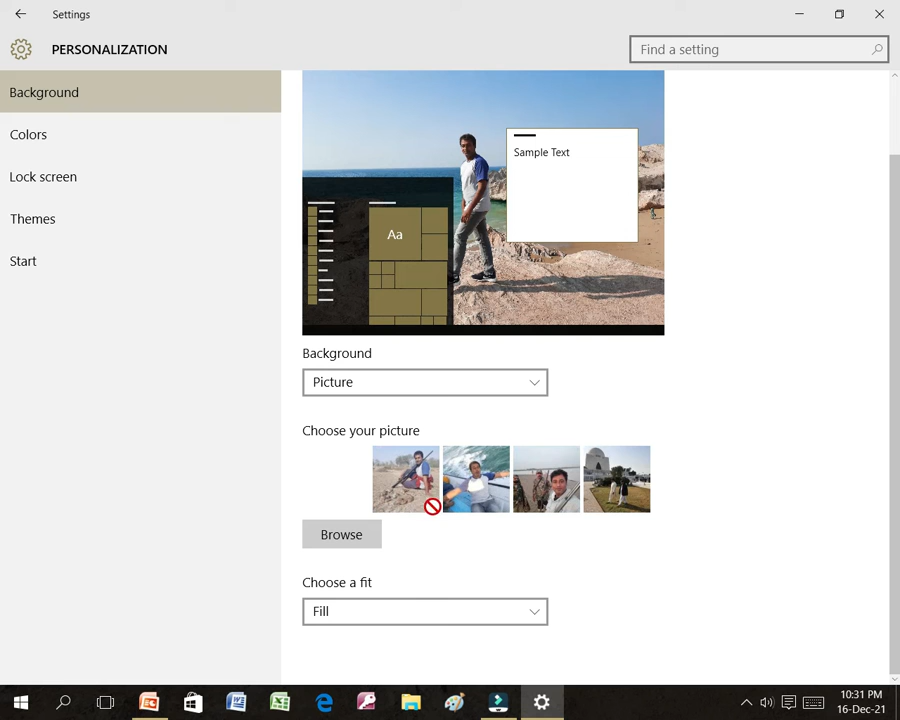 Settings
PERSONALIZATION
Find a setting
Background
Colors
Lock screen
Themes
Start
Sample Text
Aa
Background
Picture
Choose your picture
Browse
Choose a fit
Fill
10:31 PM
16-Dec-21